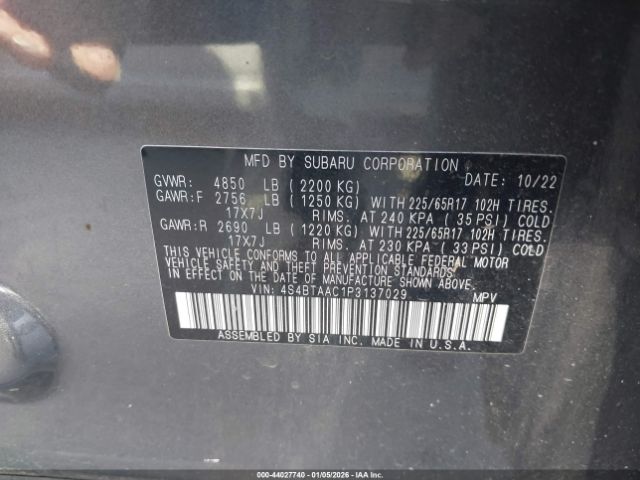 MFD BY SUBARU CORPORATION DATE: 10/22
GVWR: 4850 LB (2200 KG)
GAWR:F 2756 LB (1250 KG) WITH 225/65R17 102H TIRES.
17X7J RIMS. AT 240 KPA (35 PSI) COLD
GAWR:R 2690 LB (1220 KG) WITH 225/65R17 102H TIRES.
17X7J RIMS. AT 230 KPA (33 PSI) COLD
THIS VEHICLE CONFORMS TO ALL APPLICABLE FEDERAL MOTOR
VEHICLE SAFETY AND THEFT PREVENTION STANDARDS
IN EFFECT ON THE DATE OF MANUFACTURE SHOWN ABOVE.
VIN: 4S4BTAAC1P3137029 MPV
ASSEMBLED BY SIA INC. MADE IN U.S.A.
000-44027740 - 01/05/2026 - IAAI.COM